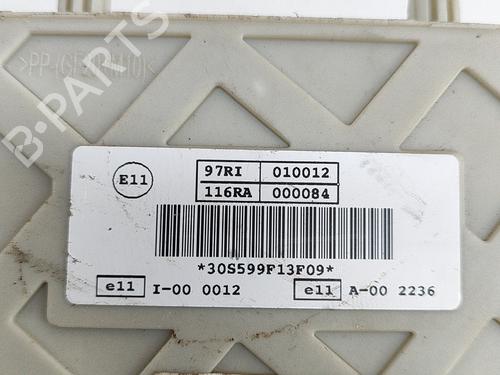 B-PARTS
E11
97RI 010012
116RA 000084
*30S599F13F09*
e11 I-00 0012 e11 A-00 2236